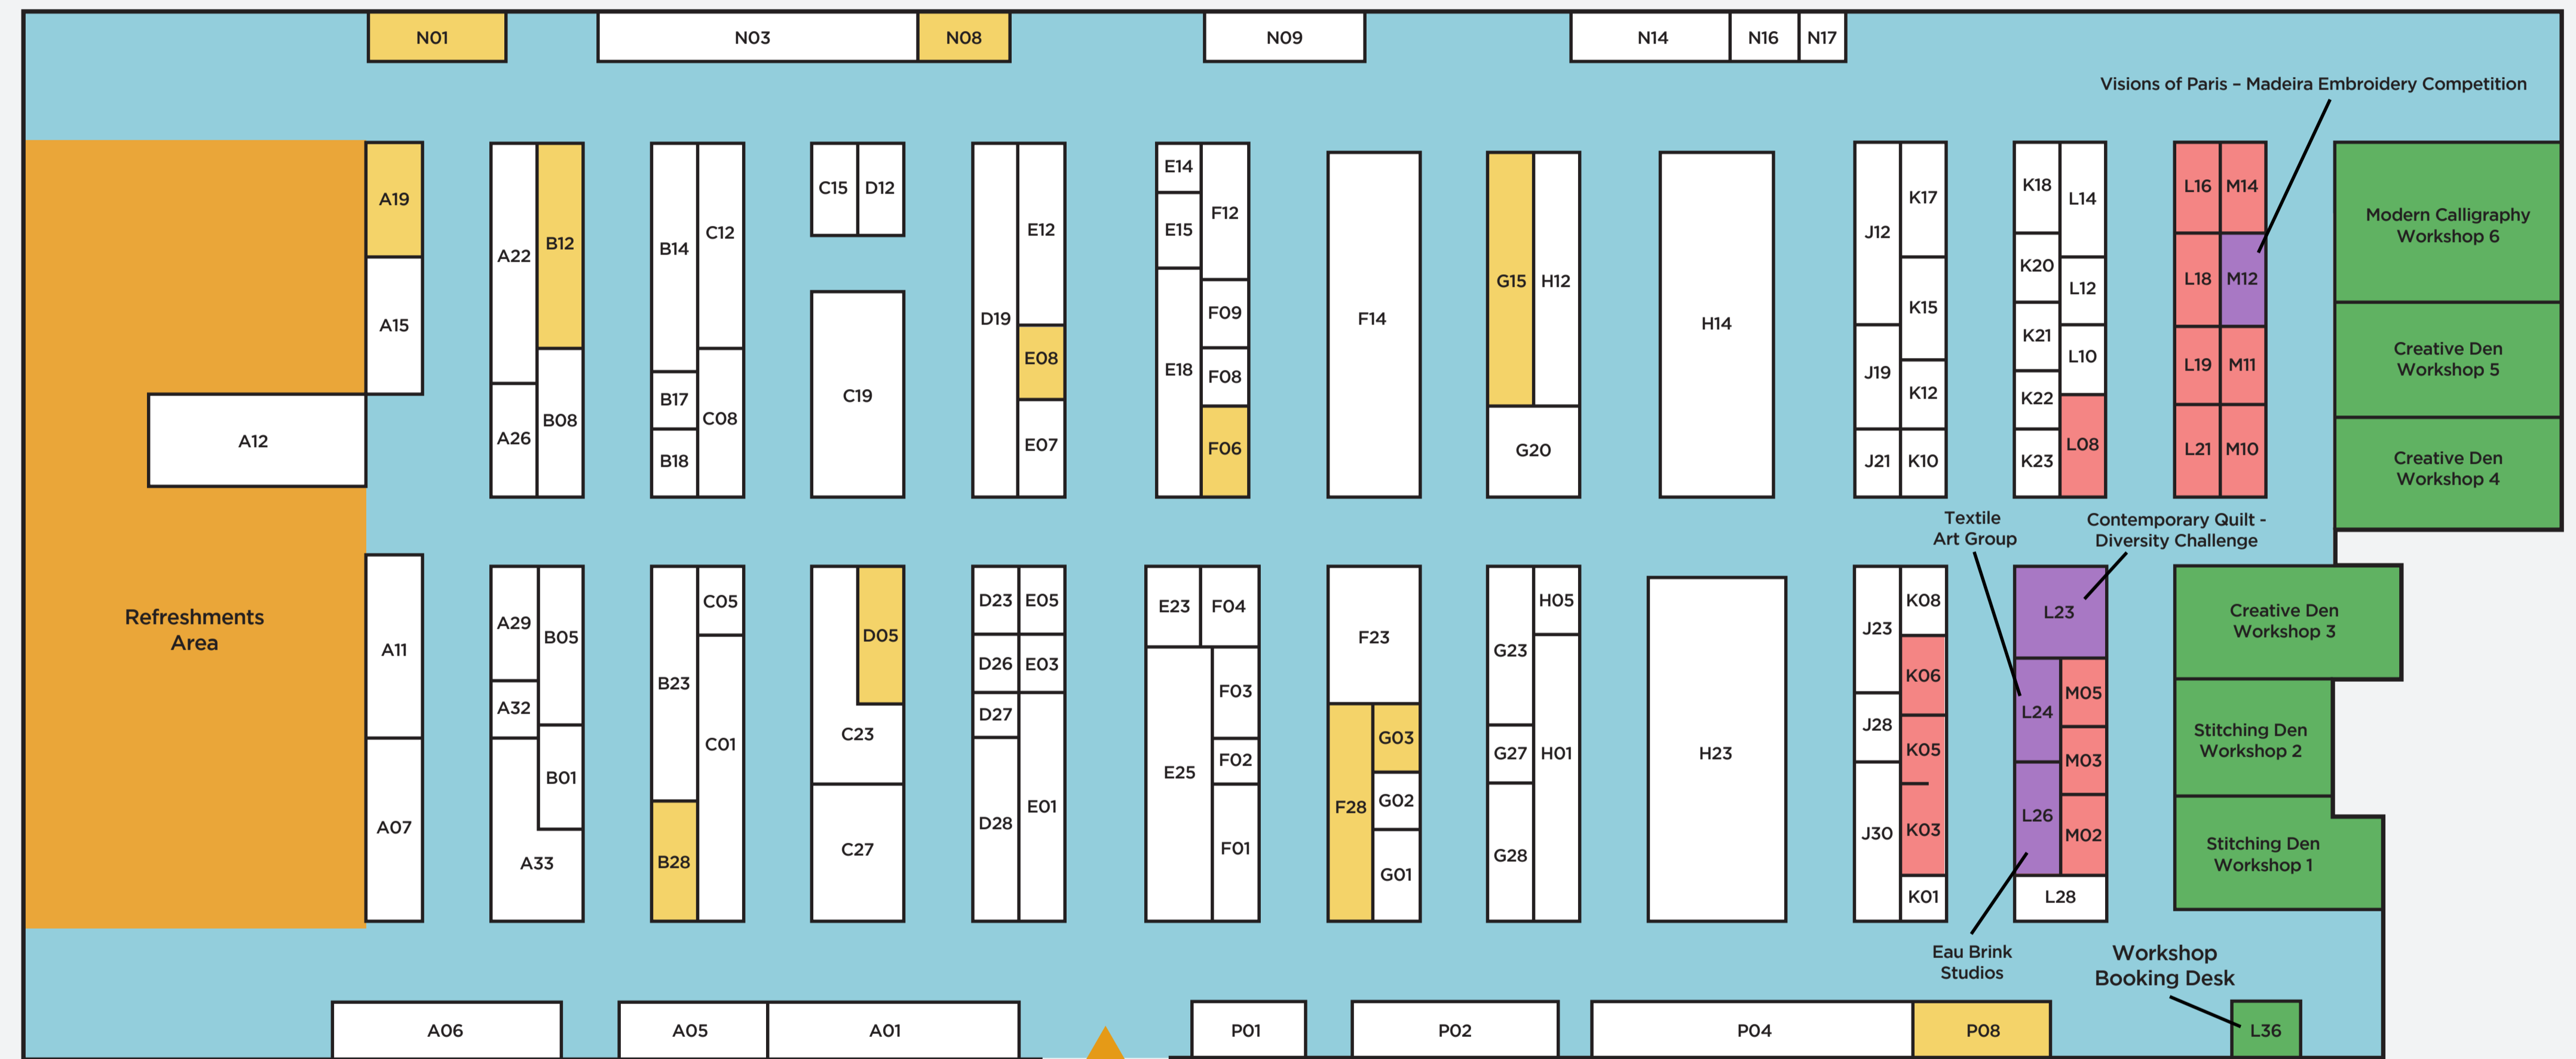 N01
N03
N08
N09
N14
N16
N17
Visions of Paris – Madeira Embroidery Competition
A19
A15
A12
A22
B12
A26
B08
B14
C12
B17
C08
B18
C15
D12
C19
D19
E12
E08
E07
E14
F12
E15
E18
F09
F08
F06
F14
G15
H12
G20
H14
J12
K17
K15
J19
K12
J21
K10
K18
L14
K20
L12
K21
L10
K22
L08
K23
L16
M14
L18
M12
L19
M11
L21
M10
Modern Calligraphy
Workshop 6
Creative Den
Workshop 5
Creative Den
Workshop 4
Textile
Art Group
Contemporary Quilt -
Diversity Challenge
Refreshments
Area
A11
A07
A29
B05
A32
B01
A33
B23
C05
C01
B28
D05
C23
C27
D23
E05
D26
E03
D27
D28
E01
E23
F04
F03
E25
F02
F01
F23
F28
G03
G02
G01
G23
H05
G27
H01
G28
H23
J23
K08
K06
J28
K05
J30
K03
K01
L23
L24
M05
M03
L26
M02
L28
Creative Den
Workshop 3
Stitching Den
Workshop 2
Stitching Den
Workshop 1
Eau Brink
Studios
Workshop
Booking Desk
A06
A05
A01
P01
P02
P04
P08
L36